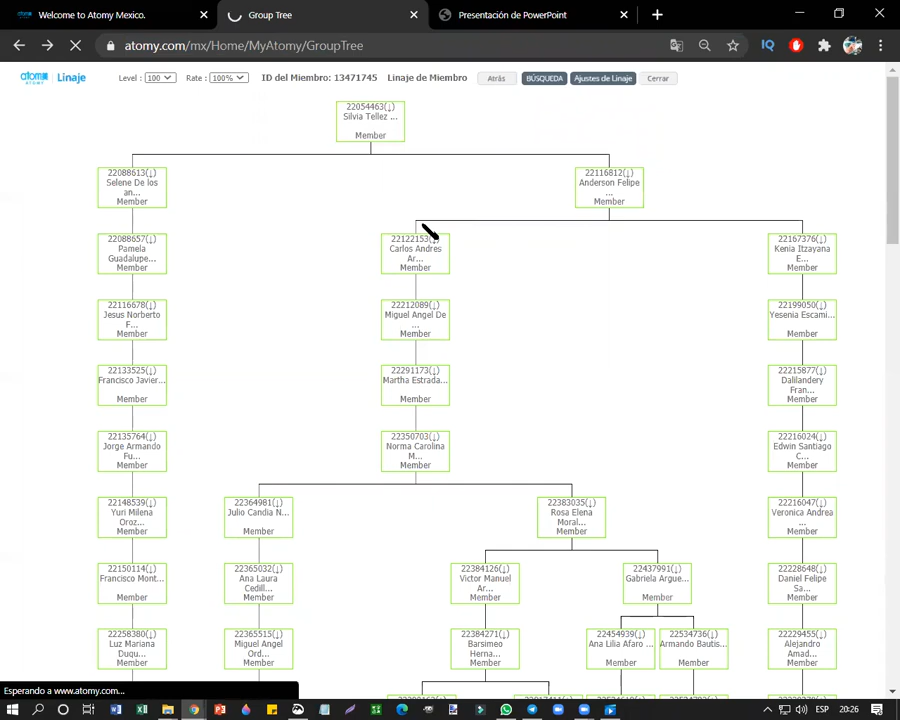 Welcome to Atomy Mexico.
Group Tree
Presentación de PowerPoint
atomy.com/mx/Home/MyAtomy/GroupTree
atomy Linaje Level : 100 Rate : 100% ID del Miembro: 13471745 Linaje de Miembro Atrás BÚSQUEDA Ajustes de Linaje Cerrar
22054463(↓)
Silvia Tellez ...
Member
22088613(↓)
Selene De los
an...
Member
22116812(↓)
Anderson Felipe
...
Member
22088657(↓)
Pamela
Guadalupe...
Member
22122153(↓)
Carlos Andres
Ar...
Member
22167376(↓)
Kenia Itzayana
E...
Member
22116678(↓)
Jesus Norberto
F...
Member
22212089(↓)
Miguel Angel De
...
Member
22199050(↓)
Yesenia Escami...
Member
22133525(↓)
Francisco Javier...
Member
22291173(↓)
Martha Estrada...
Member
22215877(↓)
Dalilandery
Fran...
Member
22135764(↓)
Jorge Armando
Fu...
Member
22350703(↓)
Norma Carolina
M...
Member
22216024(↓)
Edwin Santiago
C...
Member
22148539(↓)
Yuri Milena
Oroz...
Member
22364981(↓)
Julio Candia N...
Member
22383035(↓)
Rosa Elena
Moral...
Member
22216047(↓)
Veronica Andrea
...
Member
22150114(↓)
Francisco Mont...
Member
22365032(↓)
Ana Laura
Cedill...
Member
22384126(↓)
Victor Manuel
Ar...
Member
22437991(↓)
Gabriela Argue...
Member
22228648(↓)
Daniel Felipe
Sa...
Member
22258380(↓)
Luz Mariana
Duqu...
Member
22365515(↓)
Miguel Angel
Ord...
Member
22384271(↓)
Barsimeo
Herna...
Member
22454939(↓)
Ana Lilia Afaro ...
Member
22534736(↓)
Armando Bautis...
Member
22229455(↓)
Alejandro
Amad...
Member
Esperando a www.atomy.com...
ESP
20:26